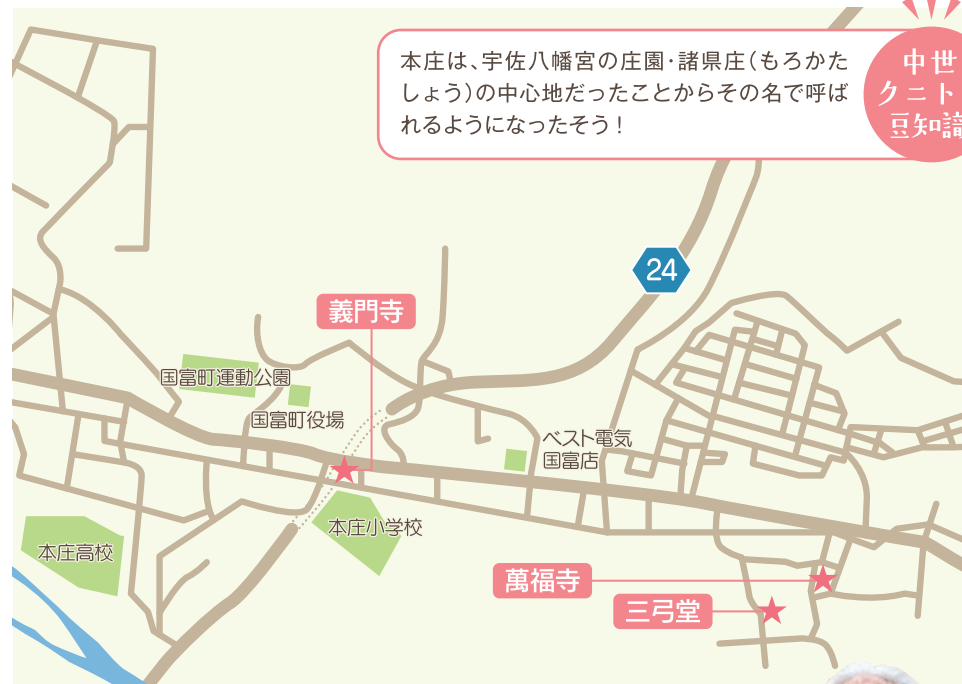 本庄は、宇佐八幡宮の庄園・諸県庄(もろかた
しょう)の中心地だったことからその名で呼ば
れるようになったそう！
中世
クニト
豆知識
24
義門寺
国富町運動公園
国富町役場
ベスト電気
国富店
本庄小学校
本庄高校
萬福寺
三弓堂